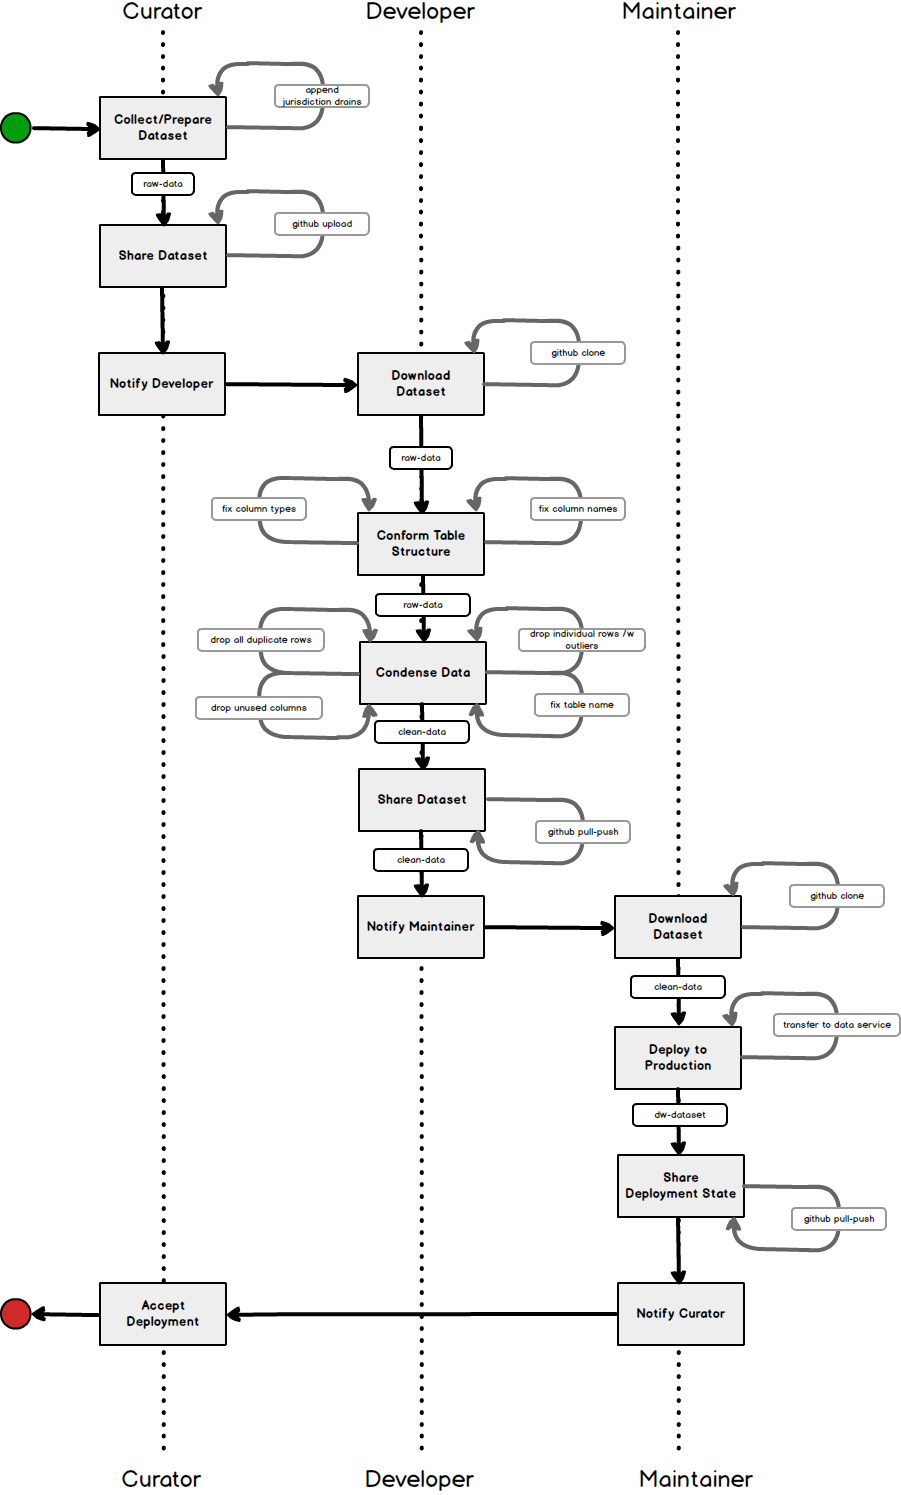 Curator
Developer
Maintainer
append
jurisdiction drains
Collect/Prepare
Dataset
raw-data
github upload
Share Dataset
github clone
Notify Developer
Download
Dataset
raw-data
fix column types
fix column names
Conform Table
Structure
raw-data
drop all duplicate rows
drop individual rows /w
outliers
Condense Data
drop unused columns
fix table name
clean-data
Share Dataset
github pull-push
clean-data
github clone
Notify Maintainer
Download
Dataset
clean-data
transfer to data service
Deploy to
Production
dw-dataset
Share
Deployment State
github pull-push
Accept
Deployment
Notify Curator
Curator
Developer
Maintainer